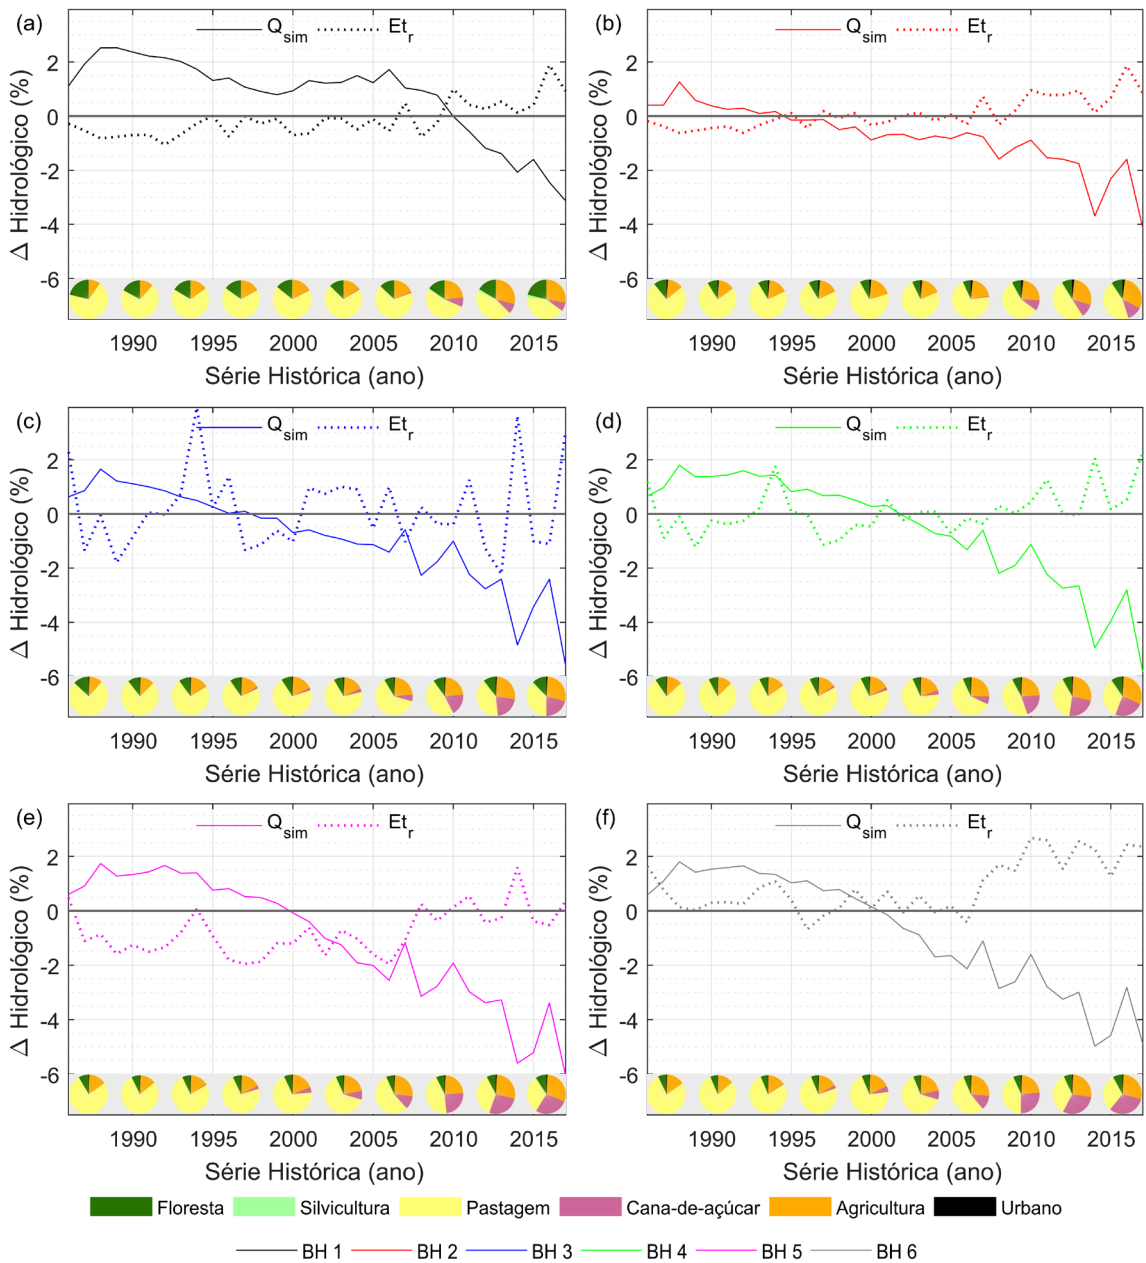 (a) Q_sim Et_r
Δ Hidrológico (%)
2
0
-2
-4
-6
1990 1995 2000 2005 2010 2015
Série Histórica (ano)
(b) Q_sim Et_r
Δ Hidrológico (%)
2
0
-2
-4
-6
1990 1995 2000 2005 2010 2015
Série Histórica (ano)
(c) Q_sim Et_r
Δ Hidrológico (%)
2
0
-2
-4
-6
1990 1995 2000 2005 2010 2015
Série Histórica (ano)
(d) Q_sim Et_r
Δ Hidrológico (%)
2
0
-2
-4
-6
1990 1995 2000 2005 2010 2015
Série Histórica (ano)
(e) Q_sim Et_r
Δ Hidrológico (%)
2
0
-2
-4
-6
1990 1995 2000 2005 2010 2015
Série Histórica (ano)
(f) Q_sim Et_r
Δ Hidrológico (%)
2
0
-2
-4
-6
1990 1995 2000 2005 2010 2015
Série Histórica (ano)
Floresta Silvicultura Pastagem Cana-de-açúcar Agricultura Urbano
BH 1 BH 2 BH 3 BH 4 BH 5 BH 6